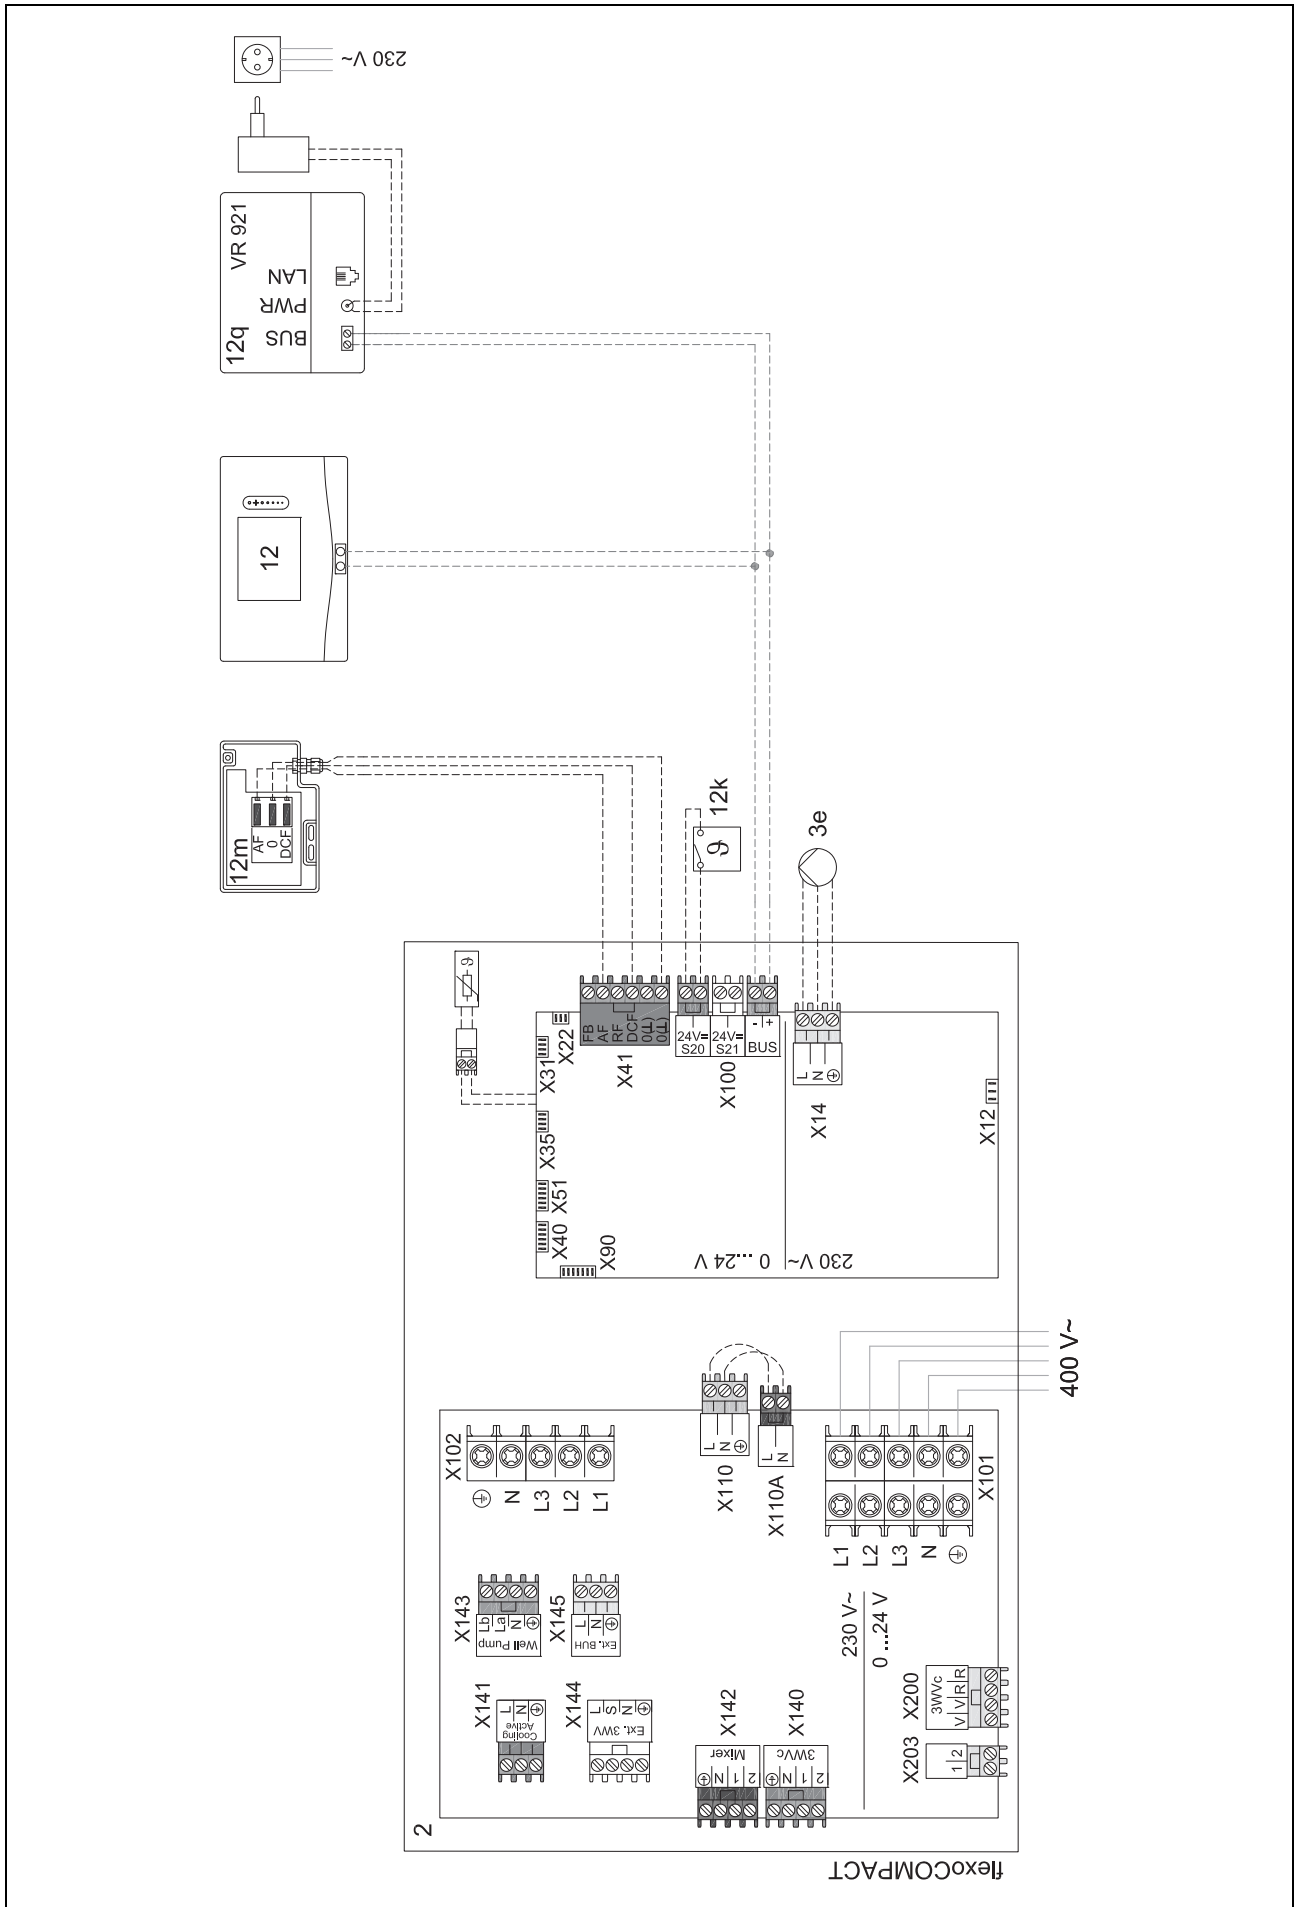 230 V~
VR 921
LAN
PWR
BUS
12q
12
12m
AF
0
DCF
12k
ϑ
3e
ϑ
X22
X31
X35
X51
X40
X90
FB
AF
RF
DCF
X41
24V=
S20
24V=
S21
- +
BUS
X100
L
N
X14
X12
0...24 V
230 V~
400 V~
X102
N
L3
L2
L1
L
N
X110
L
N
X110A
X101
L1
L2
L3
N
X143
Lb
La
N
Well Pump
X145
L
N
Ext. BUH
X141
L
N
Cooling
Active
X144
L
S
N
Ext. 3WV
X142
Mixer
N 1 2
X140
3WVc
N 1 2
230 V~
0 ...24 V
X200
3WVc
V V R R
X203
1 2
2
flexoCOMPACT